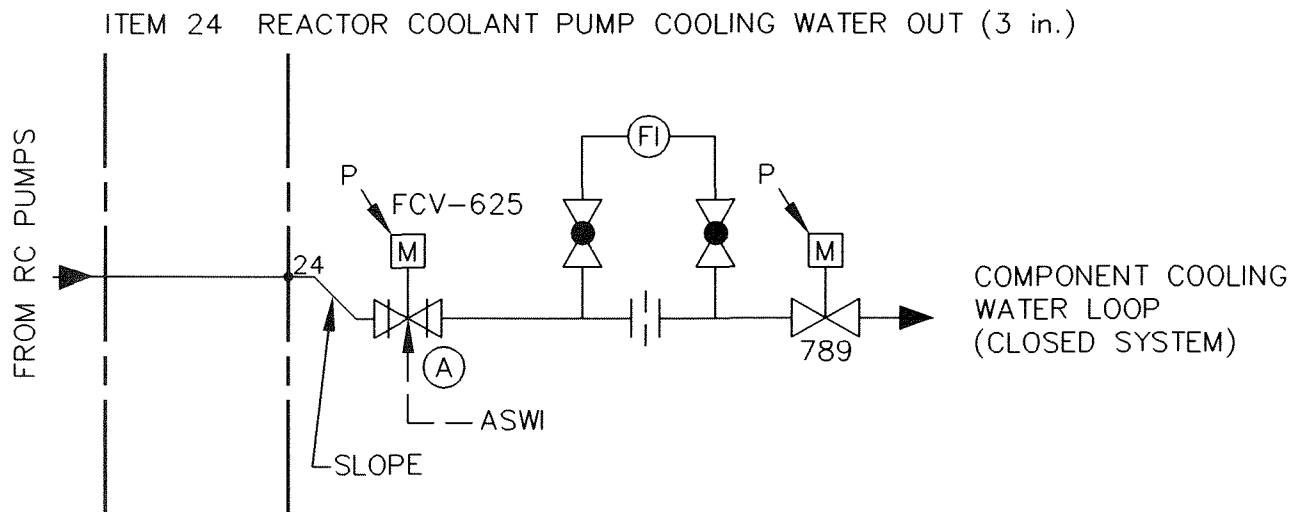 ITEM 24 REACTOR COOLANT PUMP COOLING WATER OUT (3 in.)
FROM RC PUMPS
24
P
FCV-625
M
A
ASWI
SLOPE
FI
P
M
789
COMPONENT COOLING
WATER LOOP
(CLOSED SYSTEM)